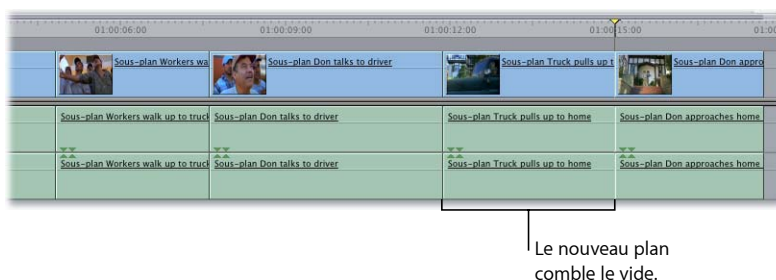 01:00:06:00 01:00:09:00 01:00:12:00 01:00:15:00 01:00
Sous-plan Workers wa Sous-plan Don talks to driver Sous-plan Truck pulls up t Sous-plan Don appro
Sous-plan Workers walk up to truck Sous-plan Don talks to driver Sous-plan Truck pulls up to home Sous-plan Don approaches home
Sous-plan Workers walk up to truck Sous-plan Don talks to driver Sous-plan Truck pulls up to home Sous-plan Don approaches home
Le nouveau plan
comble le vide.